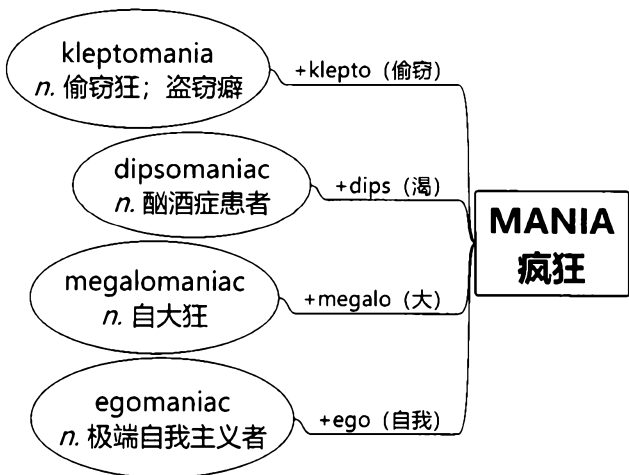 kleptomania
n. 偷窃狂；盗窃癖
+klepto（偷窃）
dipsomaniac
n. 酗酒症患者
+dips（渴）
MANIA
疯狂
megalomaniac
n. 自大狂
+megalo（大）
egomaniac
n. 极端自我主义者
+ego（自我）